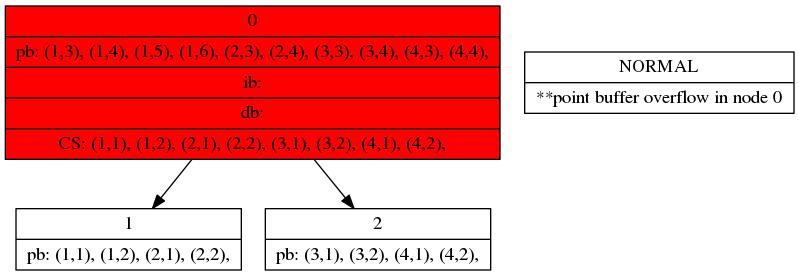 0
pb: (1,3), (1,4), (1,5), (1,6), (2,3), (2,4), (3,3), (3,4), (4,3), (4,4),
ib:
db:
CS: (1,1), (1,2), (2,1), (2,2), (3,1), (3,2), (4,1), (4,2),
NORMAL
**point buffer overflow in node 0
1
pb: (1,1), (1,2), (2,1), (2,2),
2
pb: (3,1), (3,2), (4,1), (4,2),